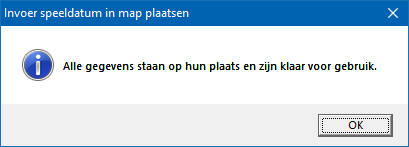 Invoer speeldatum in map plaatsen
Alle gegevens staan op hun plaats en zijn klaar voor gebruik.
OK